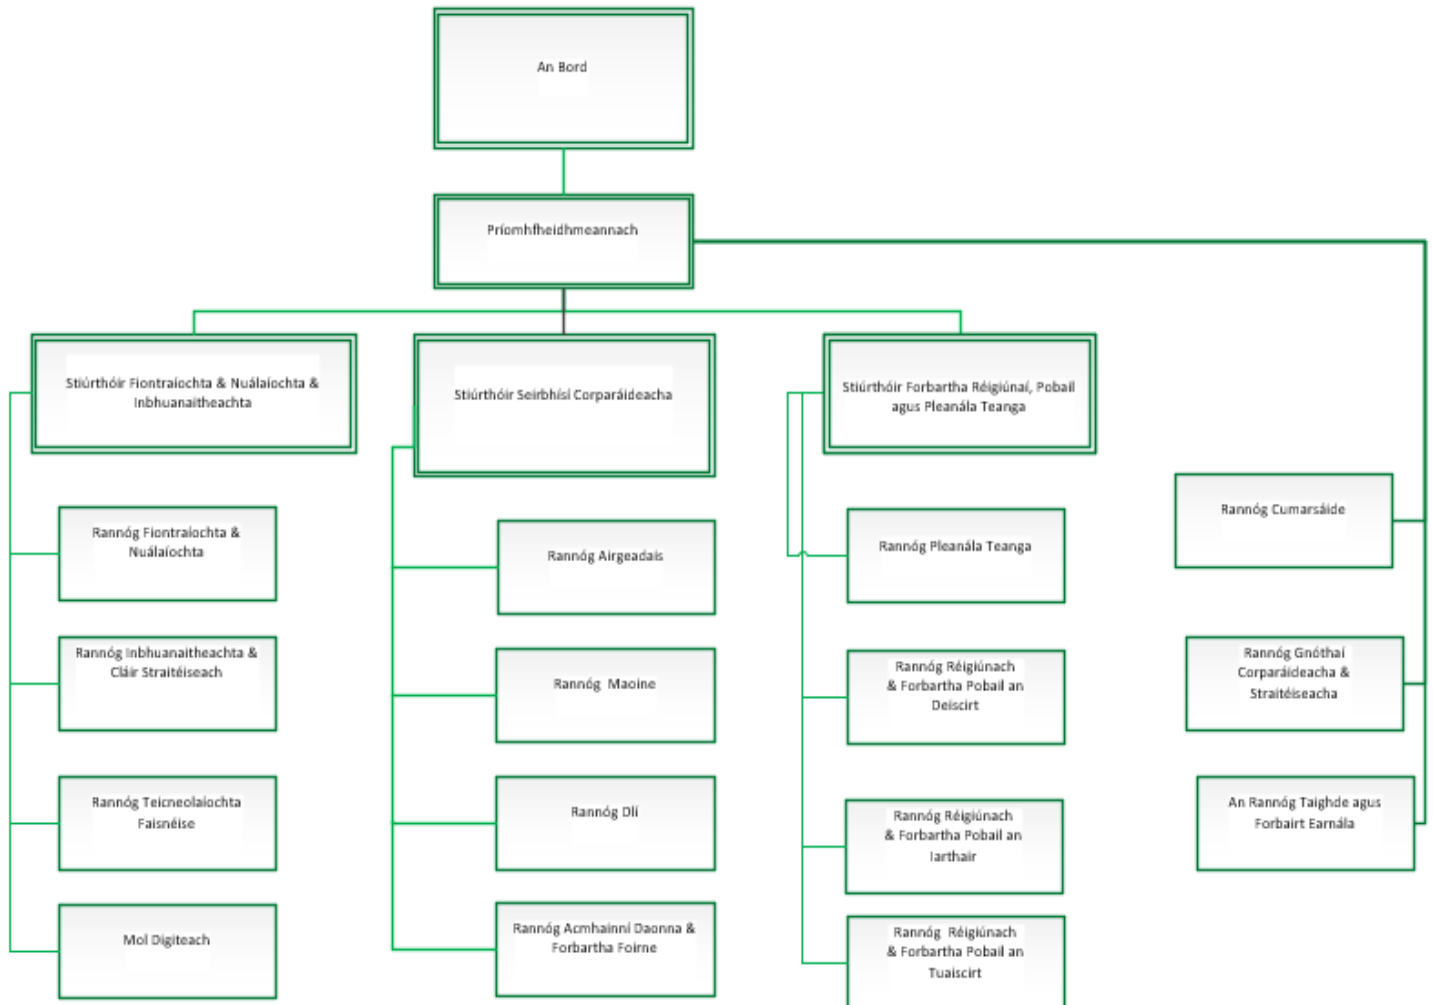 An Bord
Príomhfheidhmeannach
Stiúrthóir Fiontraíochta & Nuálaíochta &
Inbhuanaitheachta
Stiúrthóir Seirbhísí Corparáideacha
Stiúrthóir Forbartha Réigiúnaí, Pobail
agus Pleanála Teanga
Rannóg Fiontraíochta &
Nuálaíochta
Rannóg Inbhuanaitheachta &
Cláir Straitéiseach
Rannóg Teicneolaíochta
Faisnéise
Mol Digiteach
Rannóg Airgeadais
Rannóg Maoine
Rannóg Dlí
Rannóg Acmhainní Daonna &
Forbartha Foirne
Rannóg Pleanála Teanga
Rannóg Réigiúnach
& Forbartha Pobail an
Deiscirt
Rannóg Réigiúnach
& Forbartha Pobail an
Iarthair
Rannóg Réigiúnach
& Forbartha Pobail an
Tuaiscirt
Rannóg Cumarsáide
Rannóg Gnóthaí
Corparáideacha &
Straitéiseacha
An Rannóg Taighde agus
Forbairt Earnála